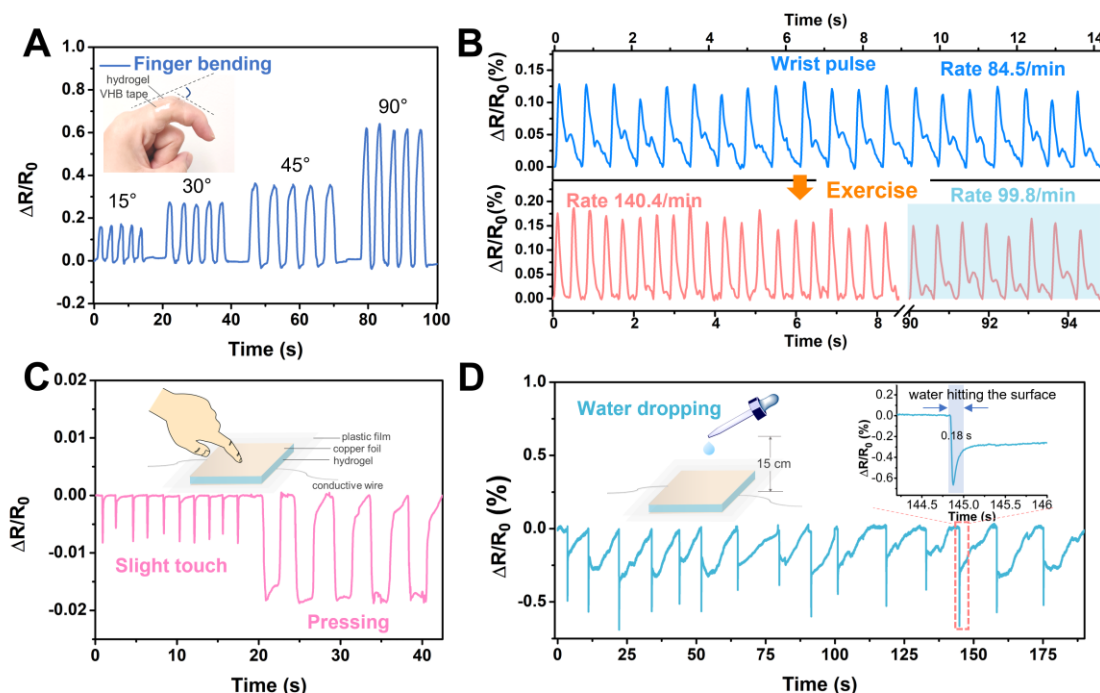 A
1.0
0.8
0.6
0.4
0.2
0.0
-0.2
ΔR/R0
Finger bending
hydrogel
VHB tape
15°
30°
45°
90°
0 20 40 60 80 100
Time (s)
B
Time (s)
0 2 4 6 8 10 12 14
ΔR/R0 (%)
0.15
0.10
0.05
0.00
Wrist pulse
Rate 84.5/min
Exercise
ΔR/R0 (%)
0.20
0.15
0.10
0.05
0.00
Rate 140.4/min
Rate 99.8/min
0 2 4 6 8 90 92 94
Time (s)
C
0.02
0.01
0.00
-0.01
-0.02
ΔR/R0
plastic film
copper foil
hydrogel
conductive wire
Slight touch
Pressing
0 10 20 30 40
Time (s)
D
1.0
0.5
0.0
-0.5
ΔR/R0 (%)
Water dropping
15 cm
water hitting the surface
0.18 s
0.0
-0.2
-0.4
-0.6
ΔR/R0 (%)
144.5 145.0 145.5 146
Time (s)
0 25 50 75 100 125 150 175
Time (s)